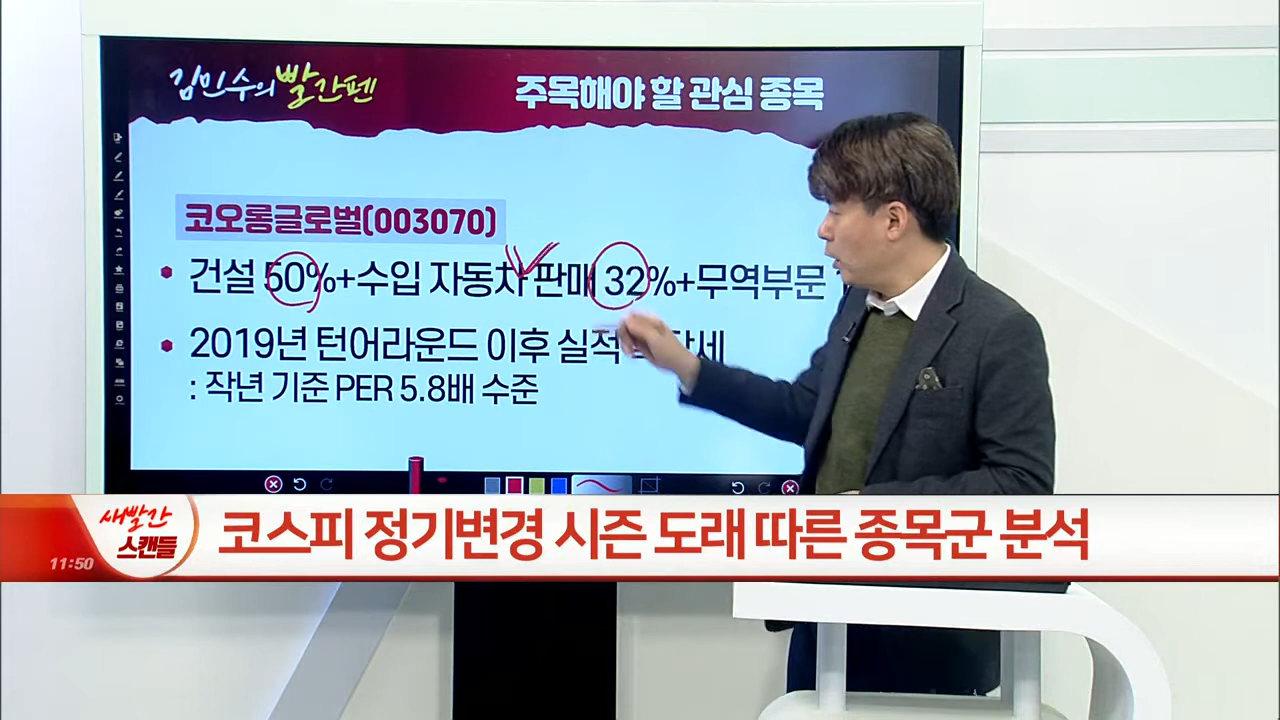 김민수의 빨간펜
주목해야 할 관심 종목
코오롱글로벌(003070)
• 건설 50%+수입 자동차 판매 32%+무역부문
• 2019년 턴어라운드 이후 실적
: 작년 기준 PER 5.8배 수준
새빨간
스캔들
11:50
코스피 정기변경 시즌 도래 따른 종목군 분석